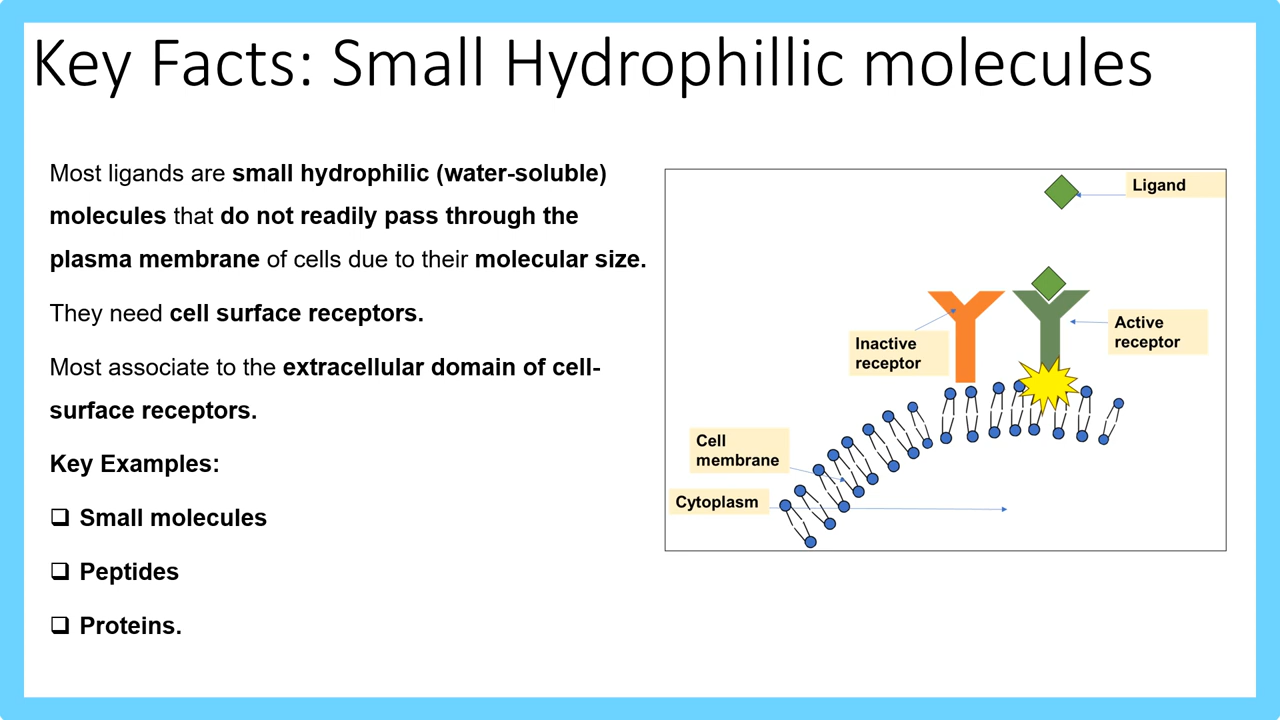 Key Facts: Small Hydrophillic molecules
Most ligands are small hydrophilic (water-soluble)
molecules that do not readily pass through the
plasma membrane of cells due to their molecular size.
They need cell surface receptors.
Most associate to the extracellular domain of cell-
surface receptors.
Key Examples:
❑ Small molecules
❑ Peptides
❑ Proteins.
Ligand
Inactive
receptor
Active
receptor
Cell
membrane
Cytoplasm